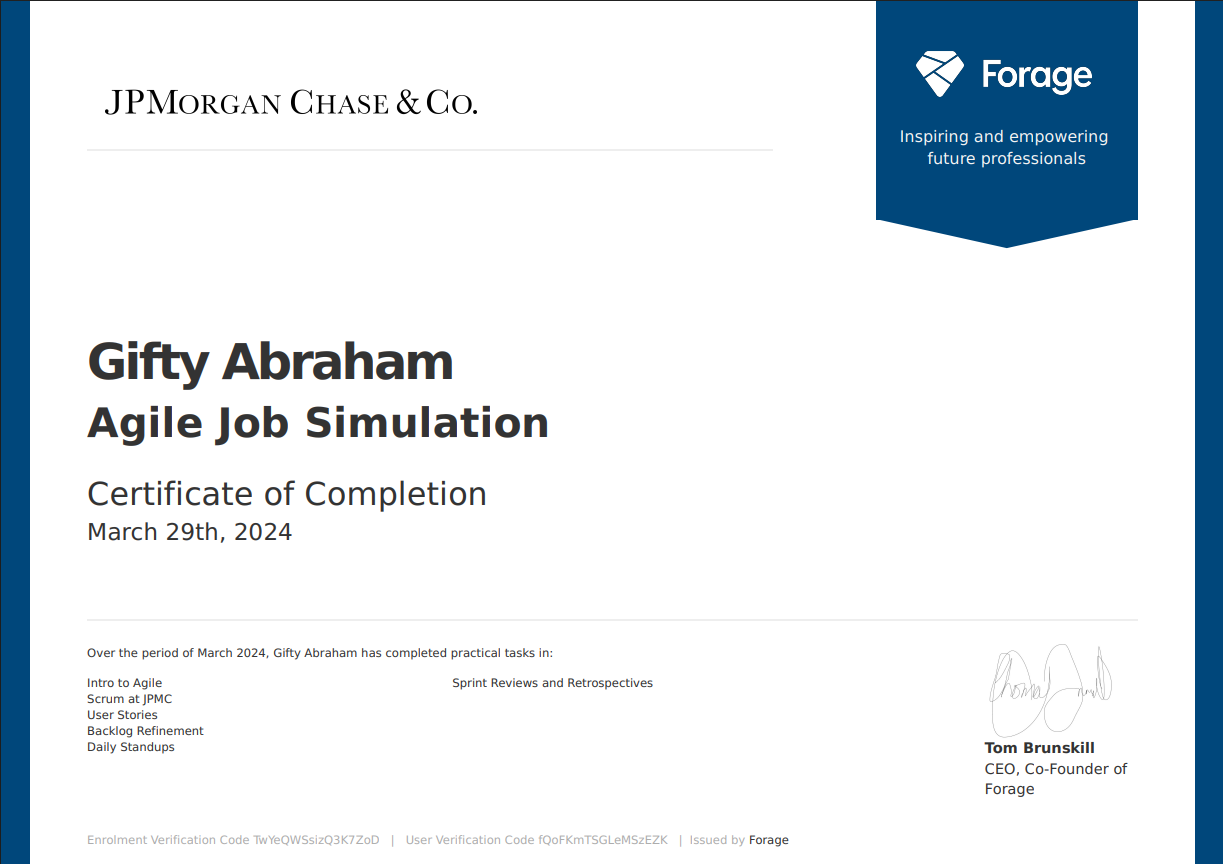 JPMORGAN CHASE & CO.
Forage
Inspiring and empowering
future professionals
Gifty Abraham
Agile Job Simulation
Certificate of Completion
March 29th, 2024
Over the period of March 2024, Gifty Abraham has completed practical tasks in:
Intro to Agile
Scrum at JPMC
User Stories
Backlog Refinement
Daily Standups
Sprint Reviews and Retrospectives
Tom Brunskill
CEO, Co-Founder of
Forage
Enrolment Verification Code TwYeQWSsizQ3K7ZoD | User Verification Code fQoFKmTSGLeMSzEZK | Issued by Forage